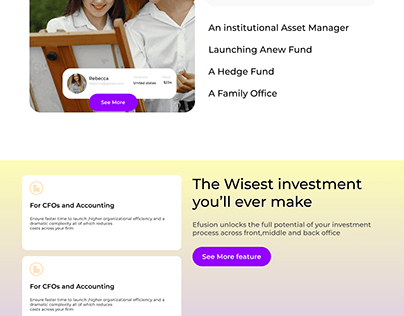 An institutional Asset Manager
Launching Anew Fund
A Hedge Fund
A Family Office
Rebecca
United states
$234
See More
For CFOs and Accounting
Ensure faster time to launch ,higher organizational efficiency and a
dramatic complexity all of which reduces
costs across your firm
The Wisest investment
you'll ever make
Efusion unlocks the full potential of your investment
process across front,middle and back office
See More feature
For CFOs and Accounting
Ensure faster time to launch ,higher organizational efficiency and a
dramatic complexity all of which reduces
costs across your firm